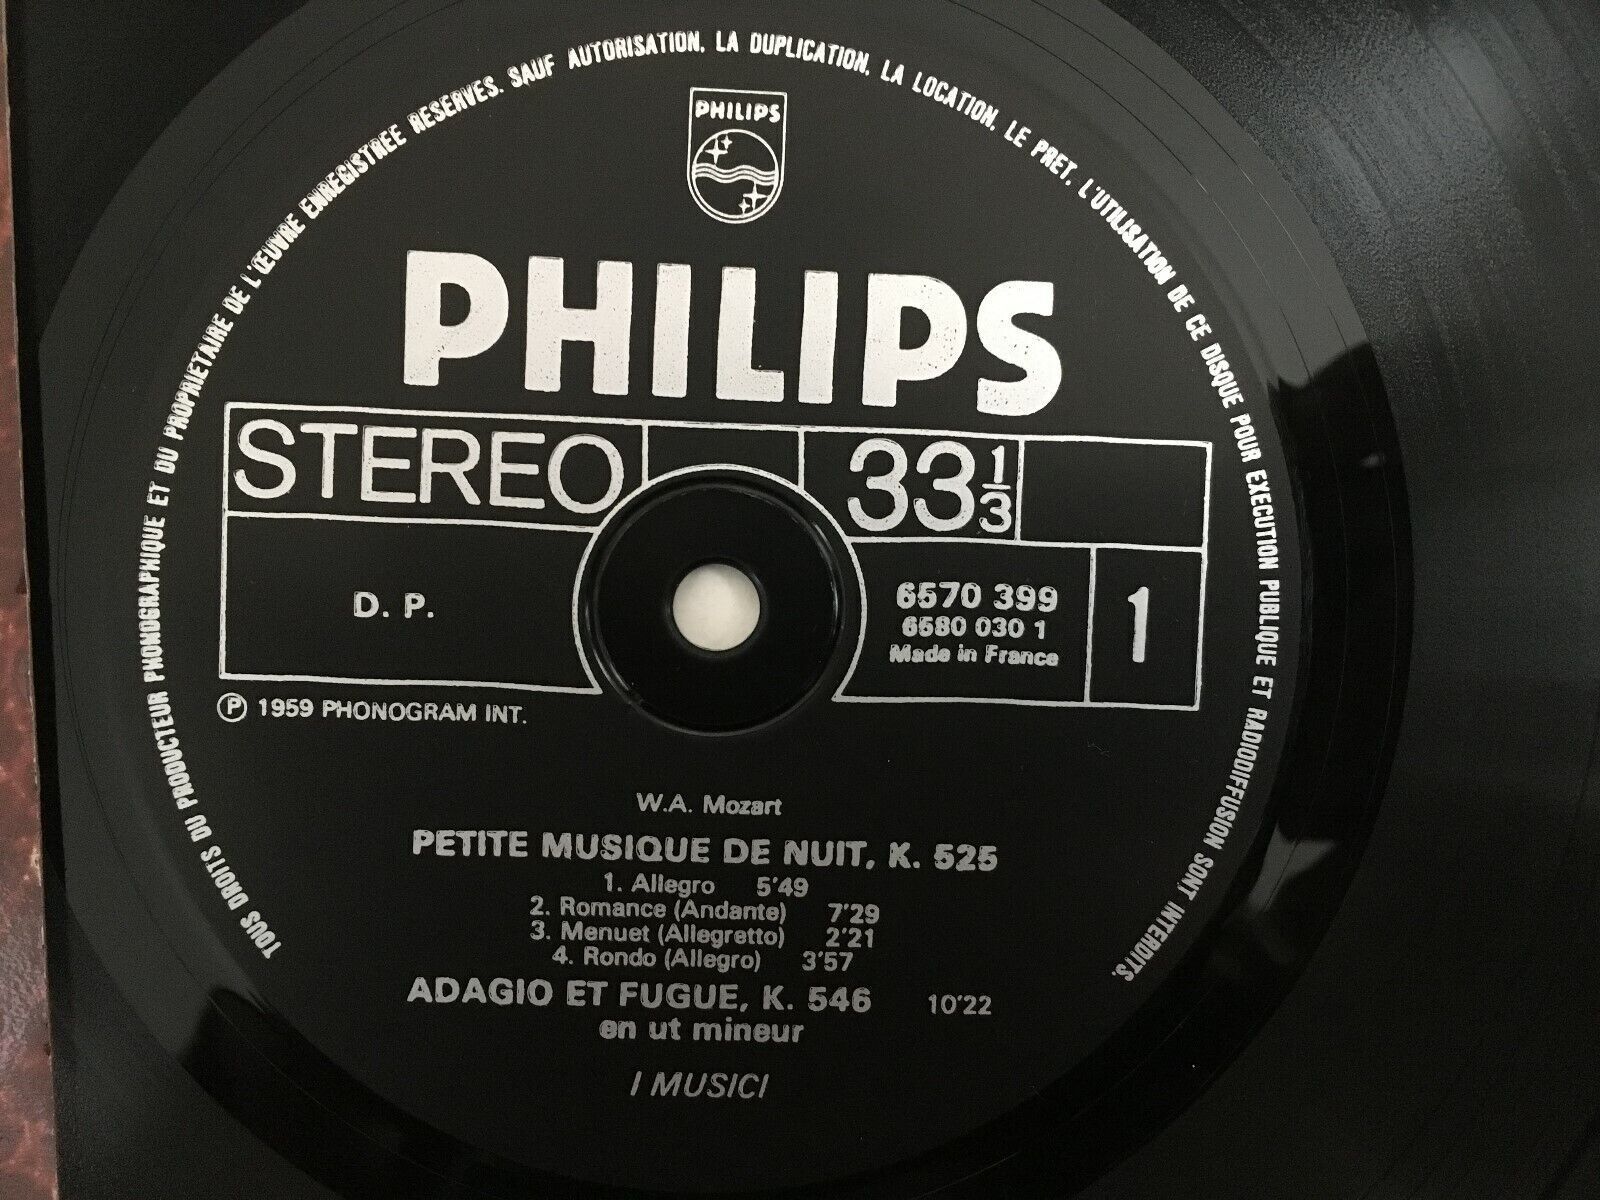 TOUS DROITS DU PRODUCTEUR PHONOGRAPHIQUE ET DU PROPRIETAIRE DE L'ŒUVRE ENREGISTREE RESERVES. SAUF AUTORISATION, LA DUPLICATION, LA LOCATION, LE PRET, L'UTILISATION DE CE DISQUE POUR EXECUTION PUBLIQUE ET RADIODIFFUSION SONT INTERDITS.
PHILIPS
PHILIPS
STEREO 33 1/3
D. P.
6570 399
6580 030 1
Made in France
1
Ⓟ 1959 PHONOGRAM INT.
W.A. Mozart
PETITE MUSIQUE DE NUIT, K. 525
1. Allegro 5'49
2. Romance (Andante) 7'29
3. Menuet (Allegretto) 2'21
4. Rondo (Allegro) 3'57
ADAGIO ET FUGUE, K. 546 10'22
en ut mineur
I MUSICI